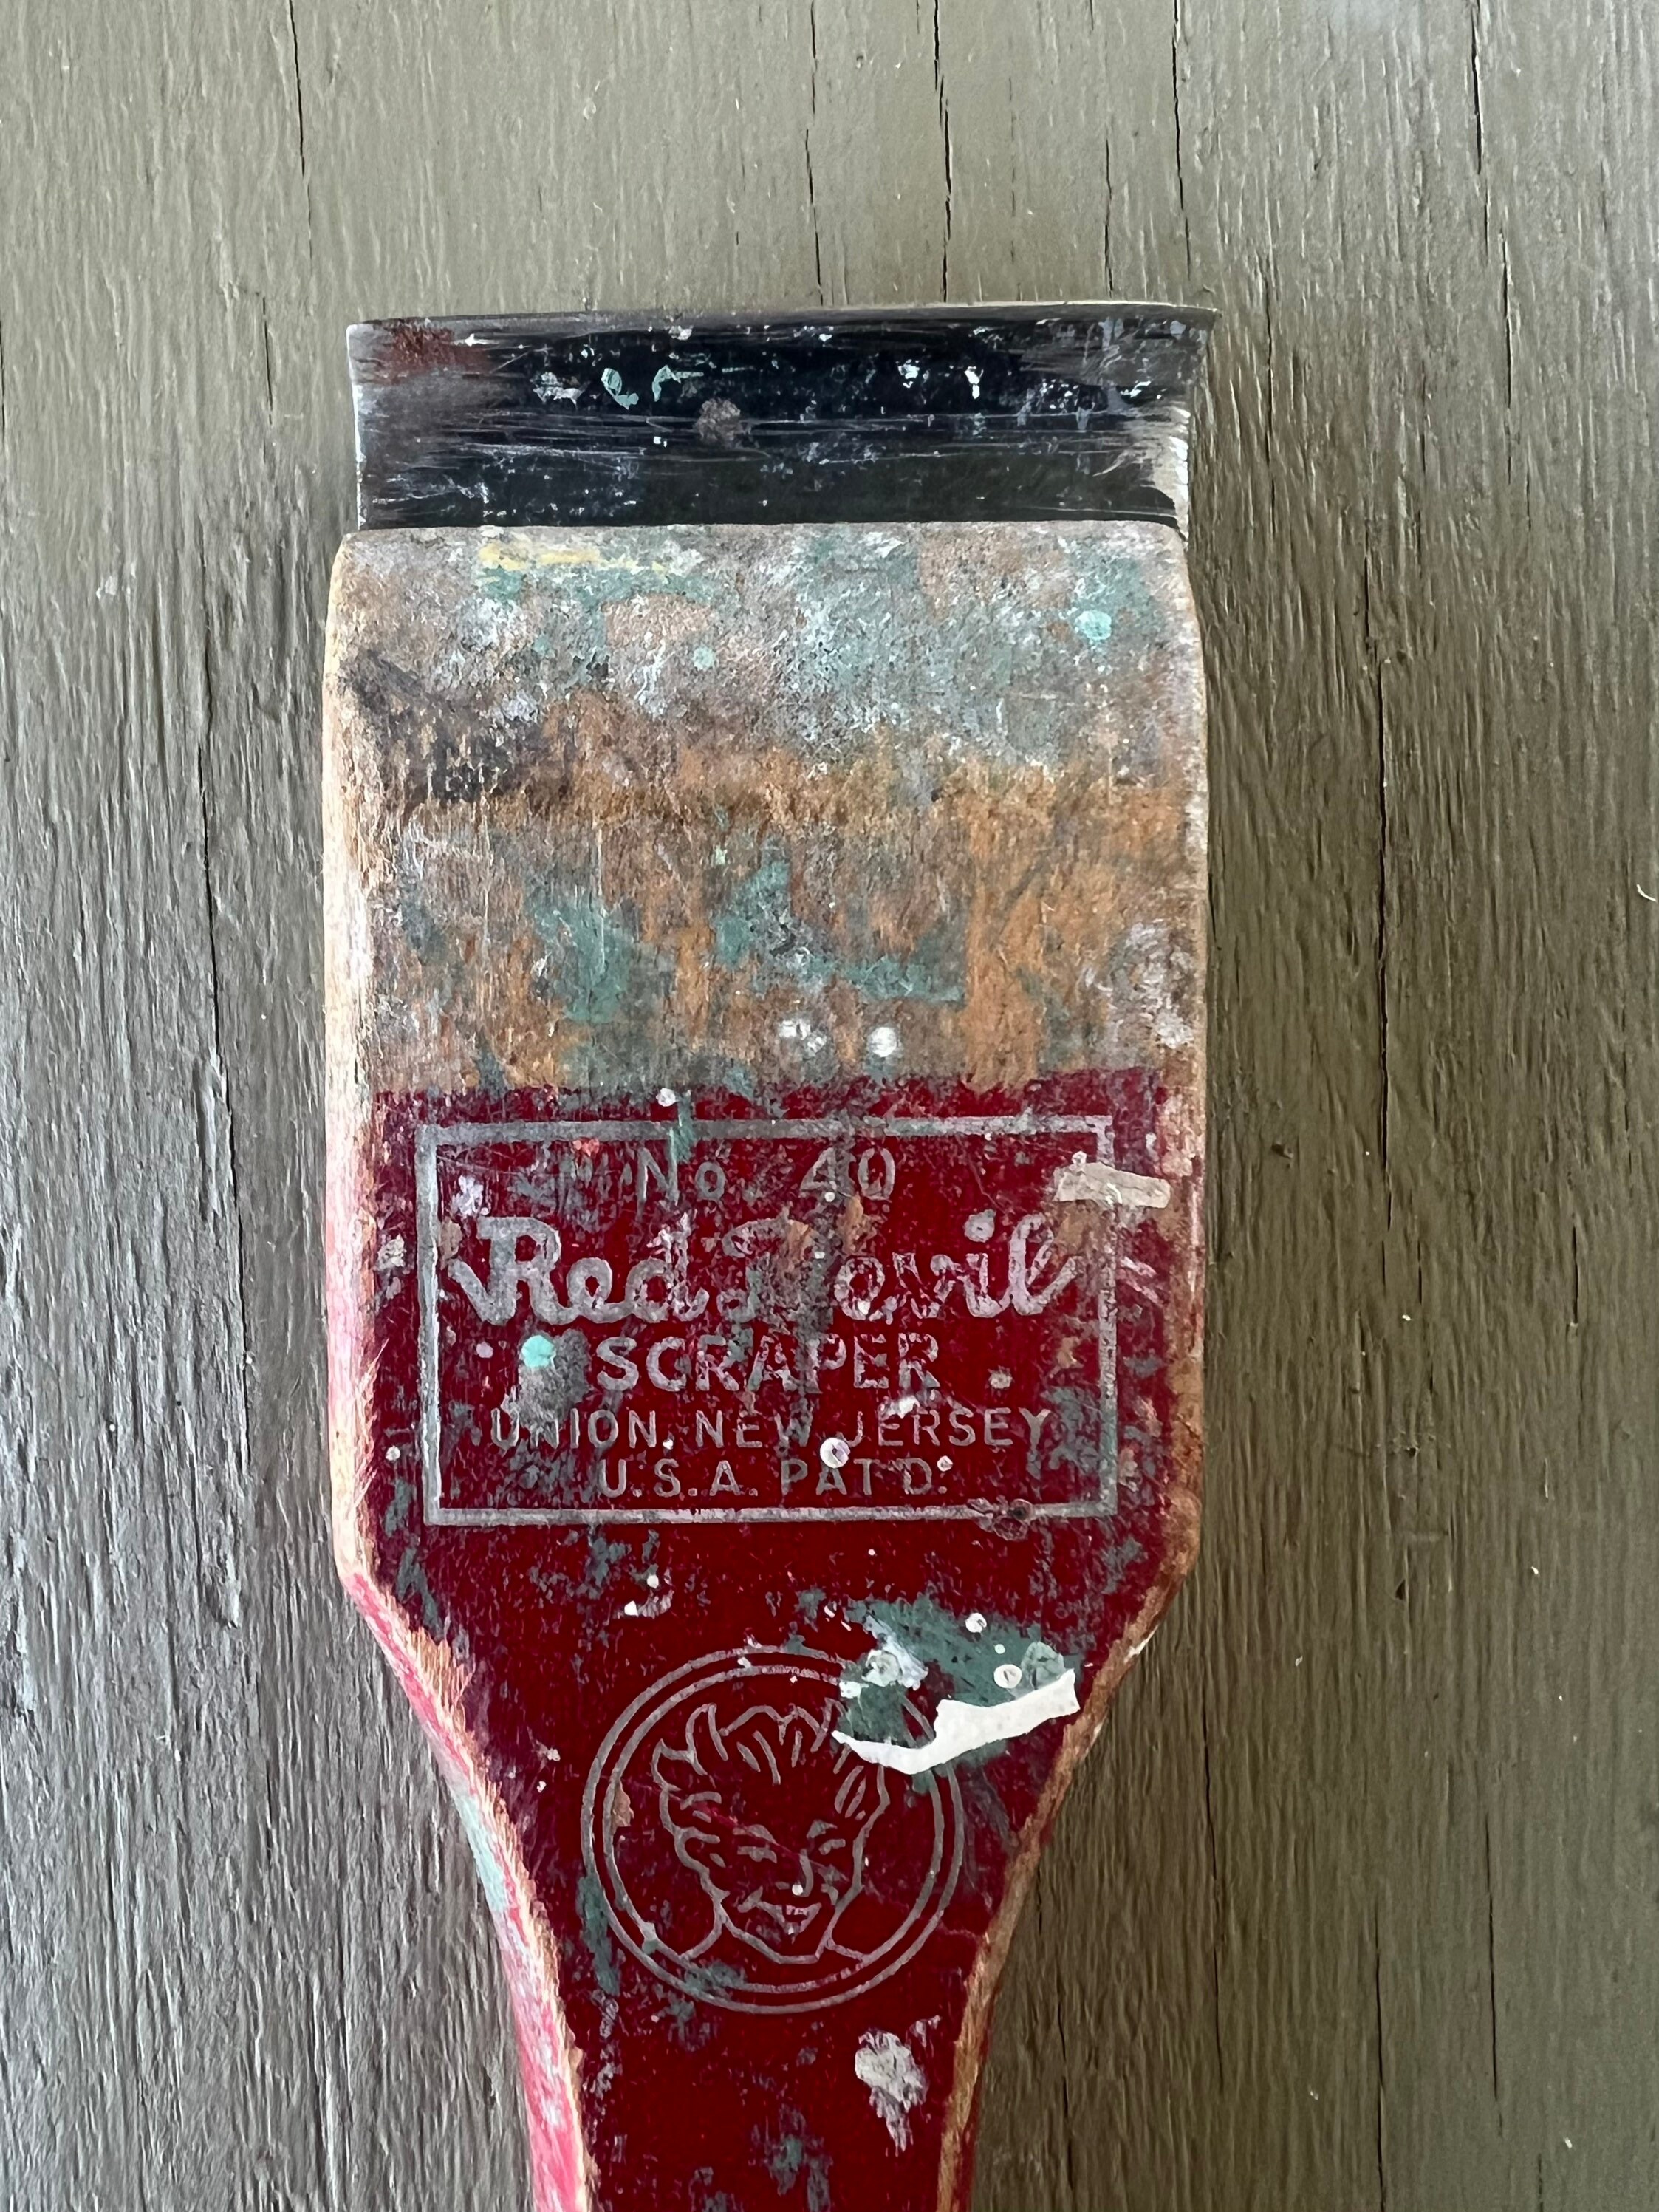 No. 40
Red Devil
SCRAPER
UNION, NEW JERSEY
U.S.A. PAT'D.